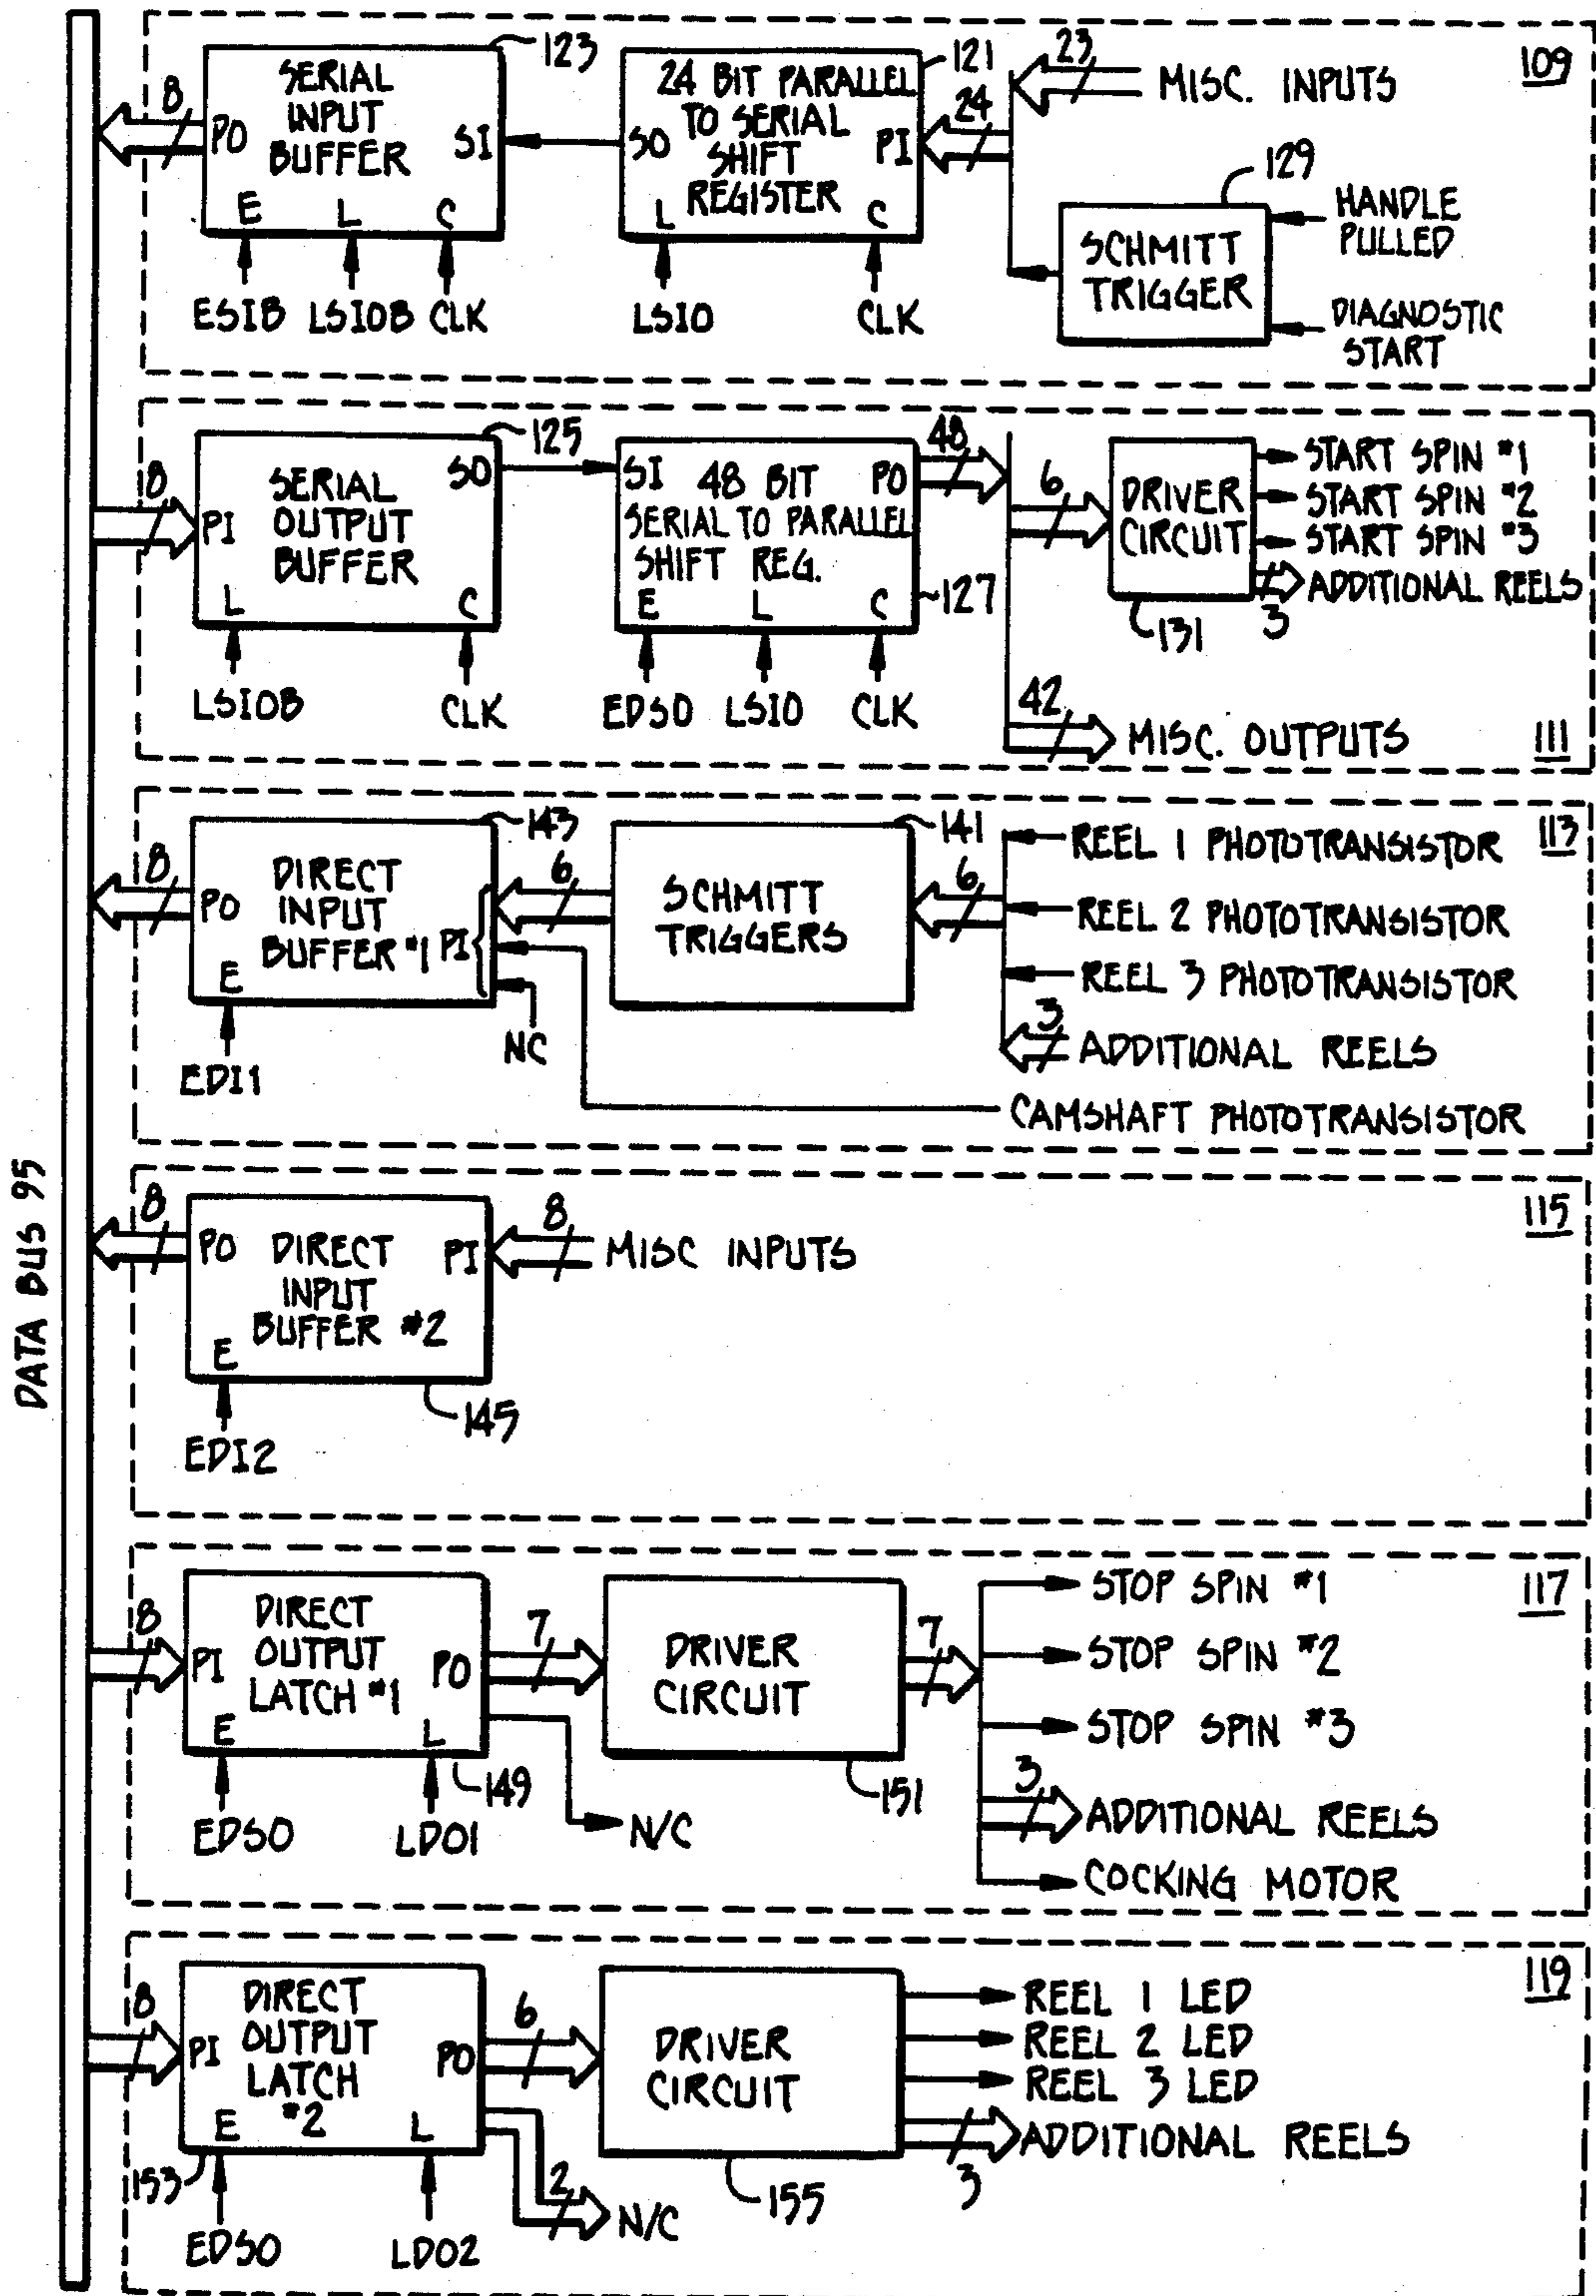 DATA BUS 95
109
123
SERIAL
INPUT
BUFFER
8
PO
SI
E
L
C
ESIB
LSIOB
CLK
121
24 BIT PARALLEL
TO SERIAL
SHIFT
REGISTER
SO
PI
L
C
LSIO
CLK
24
23
MISC. INPUTS
129
SCHMITT
TRIGGER
HANDLE
PULLED
DIAGNOSTIC
START
125
8
PI
SERIAL
OUTPUT
BUFFER
SO
L
C
LSIOB
CLK
SI
48 BIT
SERIAL TO PARALLEL
SHIFT REG.
PO
E
L
C
127
EDSO
LSIO
CLK
48
6
DRIVER
CIRCUIT
131
START SPIN #1
START SPIN #2
START SPIN #3
ADDITIONAL REELS
3
42
MISC. OUTPUTS
111
143
8
PO
DIRECT
INPUT
BUFFER #1
PI
E
EDI1
6
NC
141
SCHMITT
TRIGGERS
6
REEL 1 PHOTOTRANSISTOR
113
REEL 2 PHOTOTRANSISTOR
REEL 3 PHOTOTRANSISTOR
3
ADDITIONAL REELS
CAMSHAFT PHOTOTRANSISTOR
115
8
PO
DIRECT
INPUT
BUFFER #2
PI
E
145
EDI2
8
MISC INPUTS
117
8
PI
DIRECT
OUTPUT
LATCH #1
PO
E
L
149
EDSO
LDO1
7
N/C
DRIVER
CIRCUIT
151
7
STOP SPIN #1
STOP SPIN #2
STOP SPIN #3
3
ADDITIONAL REELS
COCKING MOTOR
119
8
PI
DIRECT
OUTPUT
LATCH
#2
PO
E
L
153
EDSO
LDO2
6
2
N/C
DRIVER
CIRCUIT
155
REEL 1 LED
REEL 2 LED
REEL 3 LED
ADDITIONAL REELS
3